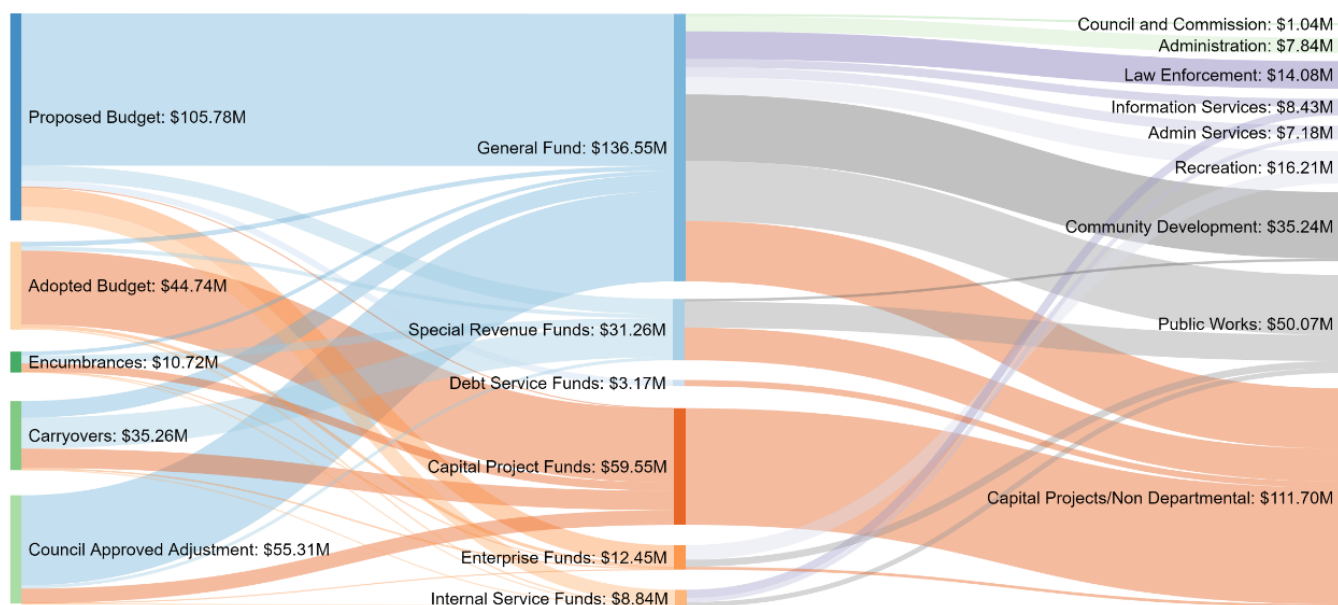 Proposed Budget: $105.78M
Adopted Budget: $44.74M
Encumbrances: $10.72M
Carryovers: $35.26M
Council Approved Adjustment: $55.31M
General Fund: $136.55M
Special Revenue Funds: $31.26M
Debt Service Funds: $3.17M
Capital Project Funds: $59.55M
Enterprise Funds: $12.45M
Internal Service Funds: $8.84M
Council and Commission: $1.04M
Administration: $7.84M
Law Enforcement: $14.08M
Information Services: $8.43M
Admin Services: $7.18M
Recreation: $16.21M
Community Development: $35.24M
Public Works: $50.07M
Capital Projects/Non Departmental: $111.70M